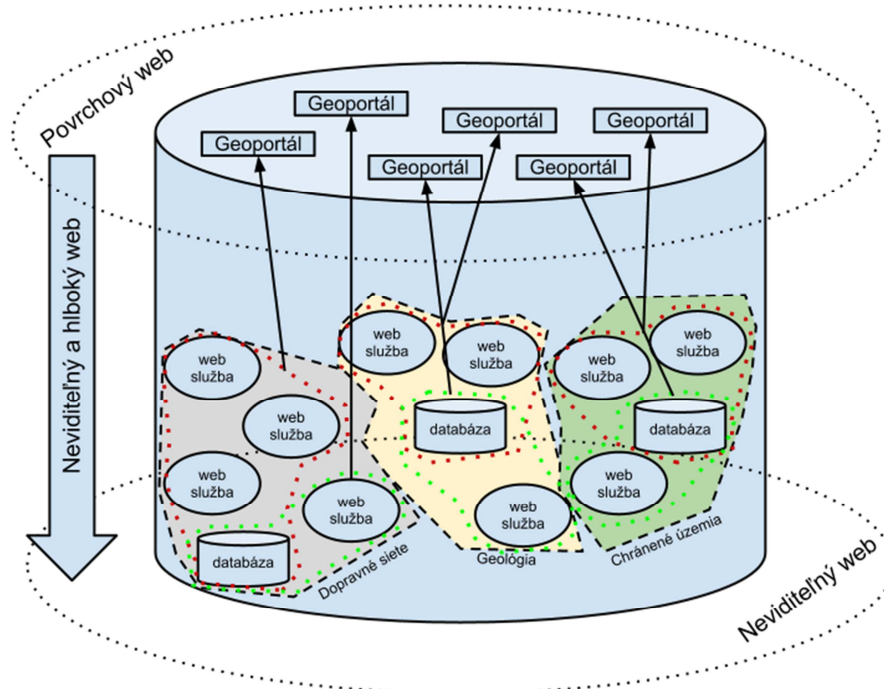 Povrchový web
Geoportál
Geoportál
Geoportál
Geoportál
Geoportál
Geoportál
Neviditeľný a hlboký web
web
služba
web
služba
web
služba
web
služba
databáza
Dopravné siete
web
služba
web
služba
databáza
web
služba
Geológia
web
služba
web
služba
databáza
web
služba
Chránené územia
web
služba
Neviditeľný web